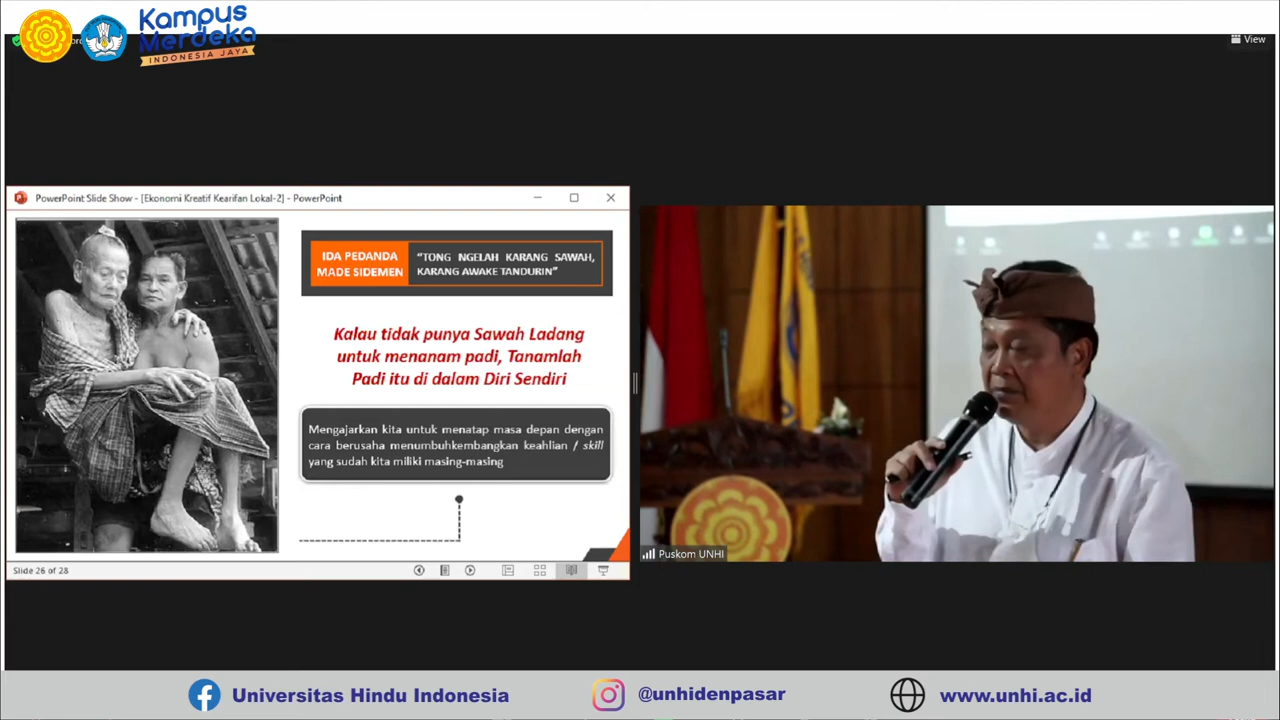 Kampus
Merdeka
INDONESIA JAYA
View
PowerPoint Slide Show - [Ekonomi Kreatif Kearifan Lokal-2] - PowerPoint
IDA PEDANDA
MADE SIDEMEN
“TONG NGELAH KARANG SAWAH,
KARANG AWAKE TANDURIN”
Kalau tidak punya Sawah Ladang
untuk menanam padi, Tanamlah
Padi itu di dalam Diri Sendiri
Mengajarkan kita untuk menatap masa depan dengan
cara berusaha menumbuhkembangkan keahlian / skill
yang sudah kita miliki masing-masing
Slide 26 of 28
Puskom UNHI
Universitas Hindu Indonesia
@unhidenpasar
www.unhi.ac.id